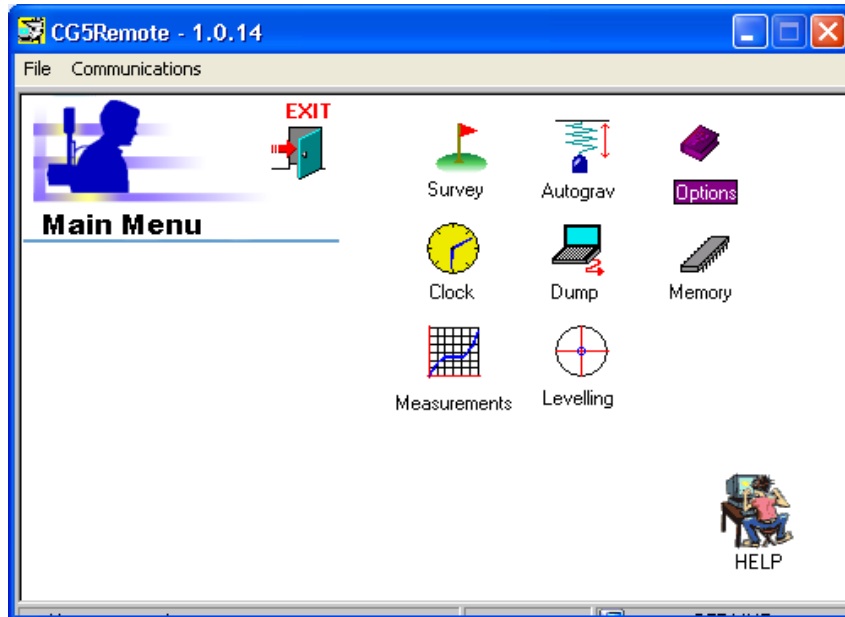 CG5Remote - 1.0.14
File Communications
EXIT
Main Menu
Survey Autograv Options
Clock Dump Memory
Measurements Levelling
HELP